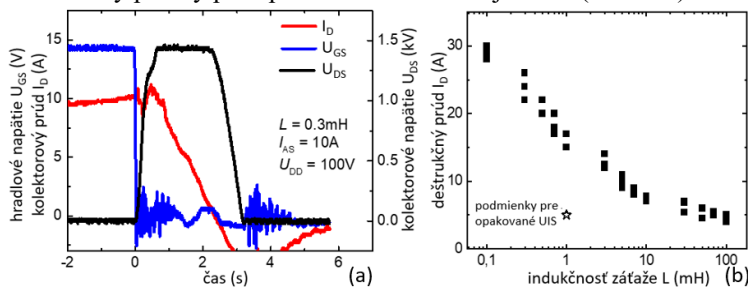 I_D
U_GS
U_DS
L = 0.3mH
I_AS = 10A
U_DD = 100V
hradlové napätie U_GS (V)
kolektorový prúd I_D (A)
15
10
5
0
1.5
1.0
0.5
0.0
kolektorové napätie U_DS (kV)
-2 0 2 4 6
čas (s)
(a)
deštrukčný prúd I_D (A)
30
20
10
0
podmienky pre
opakované UIS
0,1 1 10 100
indukčnosť záťaže L (mH)
(b)